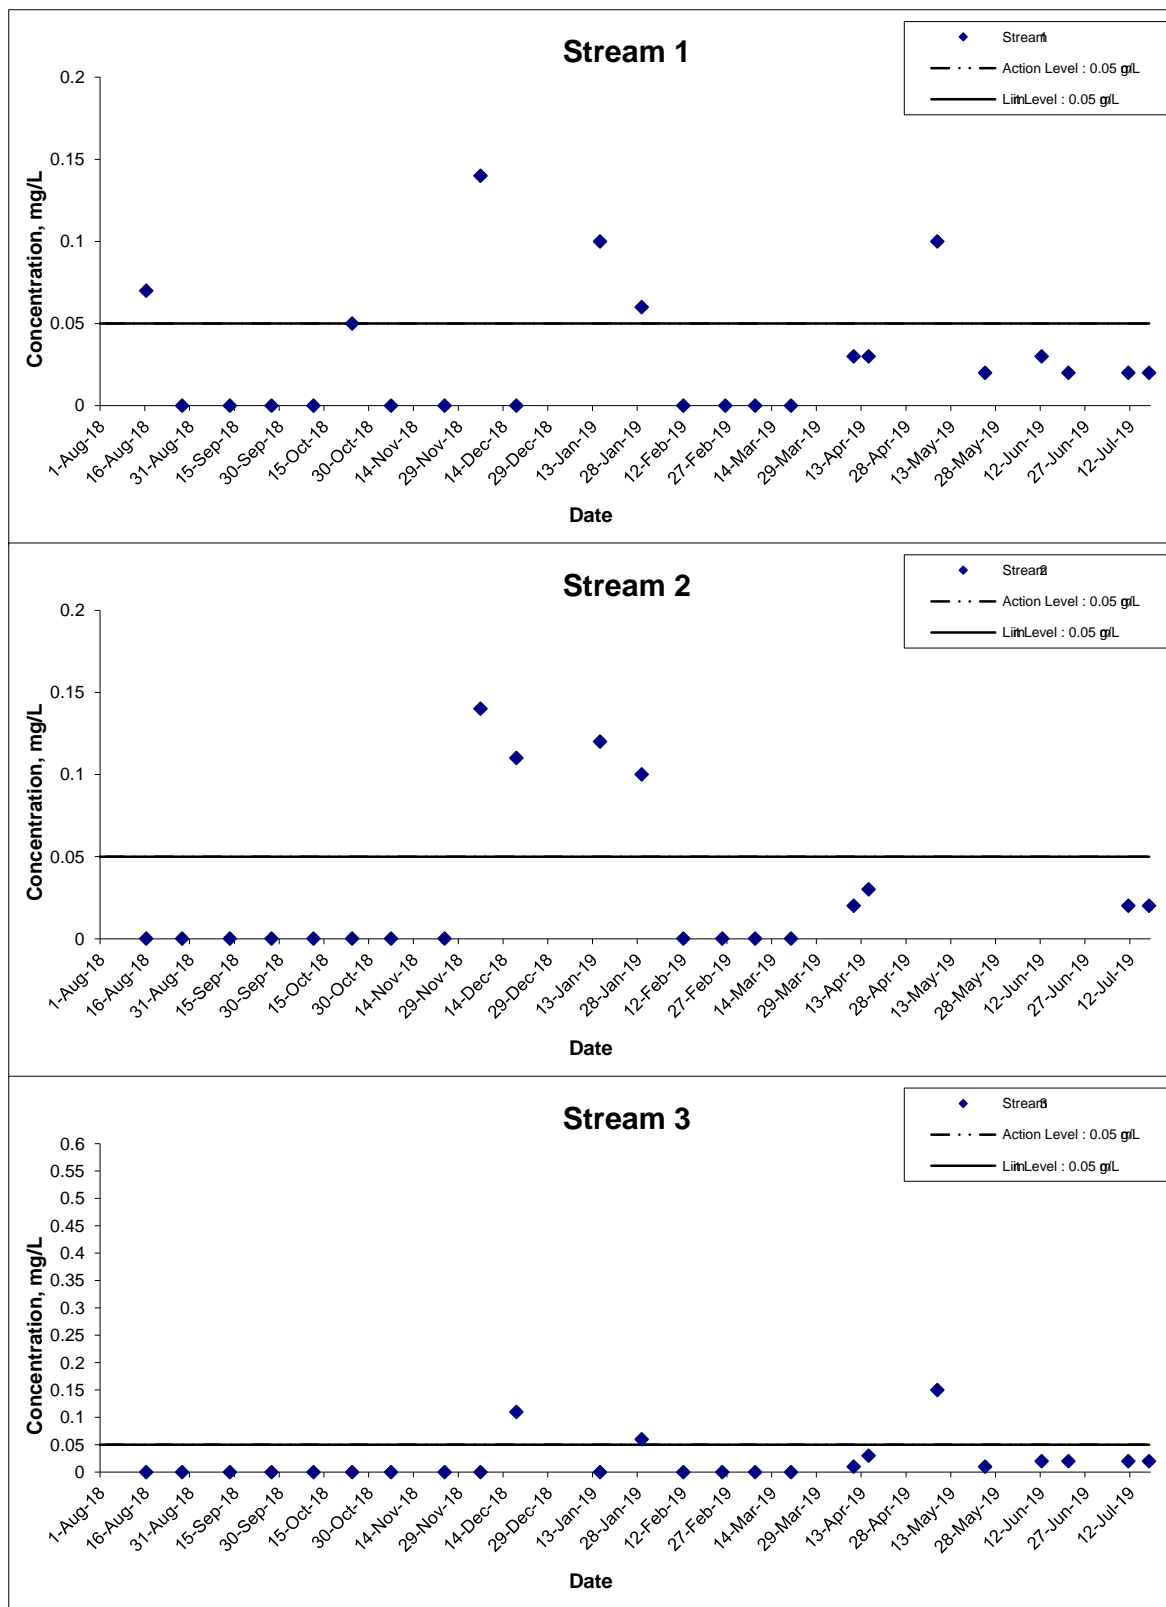 Stream 1
Stream1
Action Level : 0.05 mg/L
Limit Level : 0.05 mg/L
Concentration, mg/L
0.2
0.15
0.1
0.05
0
1-Aug-18 16-Aug-18 31-Aug-18 15-Sep-18 30-Sep-18 15-Oct-18 30-Oct-18 14-Nov-18 29-Nov-18 14-Dec-18 29-Dec-18 13-Jan-19 28-Jan-19 12-Feb-19 27-Feb-19 14-Mar-19 29-Mar-19 13-Apr-19 28-Apr-19 13-May-19 28-May-19 12-Jun-19 27-Jun-19 12-Jul-19
Date
Stream 2
Stream2
Action Level : 0.05 mg/L
Limit Level : 0.05 mg/L
Concentration, mg/L
0.2
0.15
0.1
0.05
0
1-Aug-18 16-Aug-18 31-Aug-18 15-Sep-18 30-Sep-18 15-Oct-18 30-Oct-18 14-Nov-18 29-Nov-18 14-Dec-18 29-Dec-18 13-Jan-19 28-Jan-19 12-Feb-19 27-Feb-19 14-Mar-19 29-Mar-19 13-Apr-19 28-Apr-19 13-May-19 28-May-19 12-Jun-19 27-Jun-19 12-Jul-19
Date
Stream 3
Stream3
Action Level : 0.05 mg/L
Limit Level : 0.05 mg/L
Concentration, mg/L
0.6
0.55
0.5
0.45
0.4
0.35
0.3
0.25
0.2
0.15
0.1
0.05
0
1-Aug-18 16-Aug-18 31-Aug-18 15-Sep-18 30-Sep-18 15-Oct-18 30-Oct-18 14-Nov-18 29-Nov-18 14-Dec-18 29-Dec-18 13-Jan-19 28-Jan-19 12-Feb-19 27-Feb-19 14-Mar-19 29-Mar-19 13-Apr-19 28-Apr-19 13-May-19 28-May-19 12-Jun-19 27-Jun-19 12-Jul-19
Date